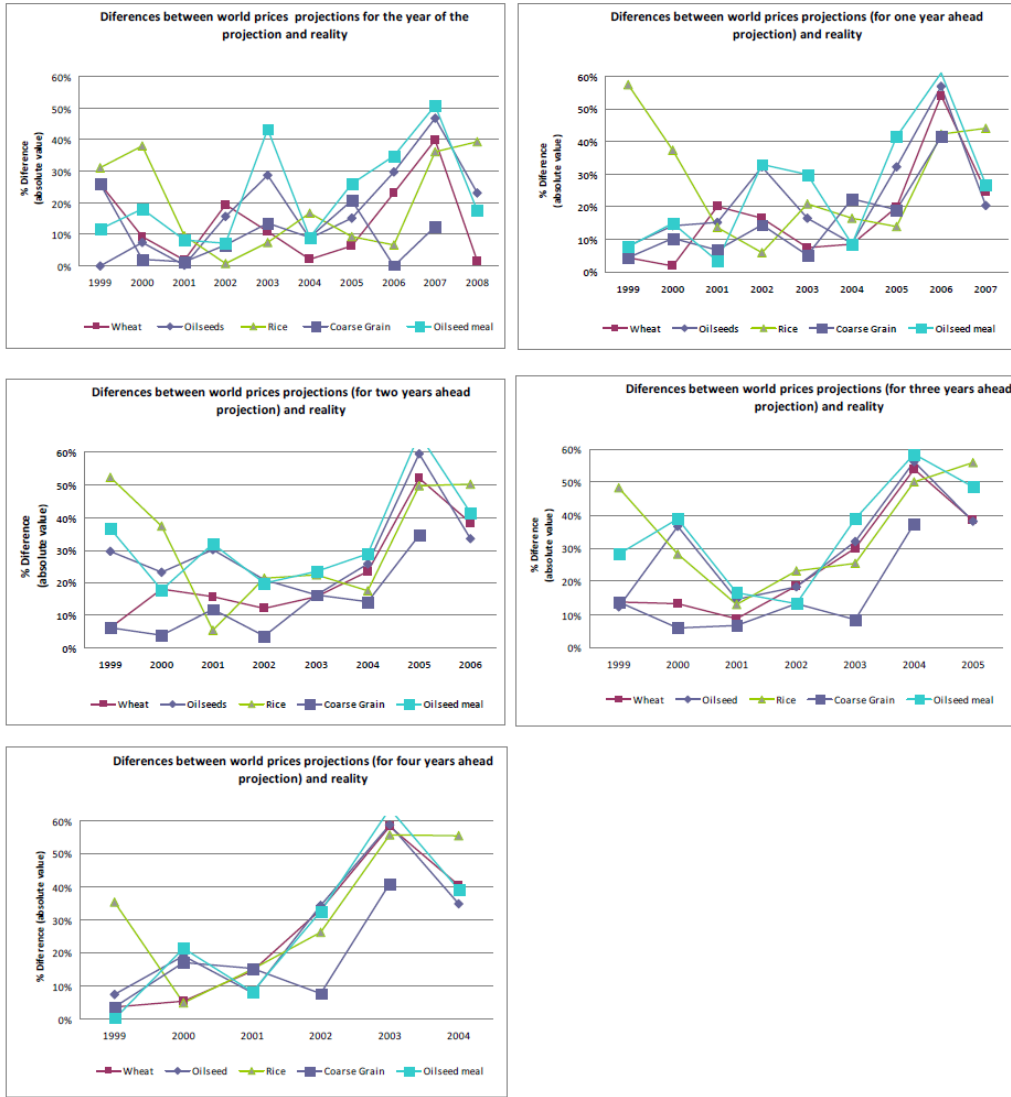 Diferences between world prices projections for the year of the
projection and reality
% Difference
(absolute value)
60%
50%
40%
30%
20%
10%
0%
1999 2000 2001 2002 2003 2004 2005 2006 2007 2008
Wheat Oilseeds Rice Coarse Grain Oilseed meal
Diferences between world prices projections (for one year ahead
projection) and reality
% Difference
(absolute value)
60%
50%
40%
30%
20%
10%
0%
1999 2000 2001 2002 2003 2004 2005 2006 2007
Wheat Oilseeds Rice Coarse Grain Oilseed meal
Diferences between world prices projections (for two years ahead
projection) and reality
% Difference
(absolute value)
60%
50%
40%
30%
20%
10%
0%
1999 2000 2001 2002 2003 2004 2005 2006
Wheat Oilseeds Rice Coarse Grain Oilseed meal
Diferences between world prices projections (for three years ahead
projection) and reality
% Difference
(absolute value)
60%
50%
40%
30%
20%
10%
0%
1999 2000 2001 2002 2003 2004 2005
Wheat Oilseed Rice Coarse Grain Oilseed meal
Diferences between world prices projections (for four years ahead
projection) and reality
% Diference (absolute value)
60%
50%
40%
30%
20%
10%
0%
1999 2000 2001 2002 2003 2004
Wheat Oilseed Rice Coarse Grain Oilseed meal